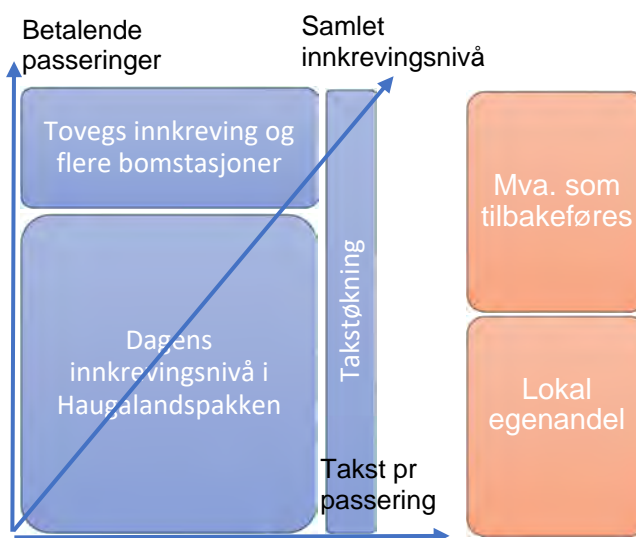 Betalende
passeringer
Samlet
innkrevingsnivå
Tovegs innkreving og
flere bomstasjoner
Dagens
innkrevingsnivå i
Haugalandspakken
Takstøkning
Takst pr
passering
Mva. som
tilbakeføres
Lokal
egenandel